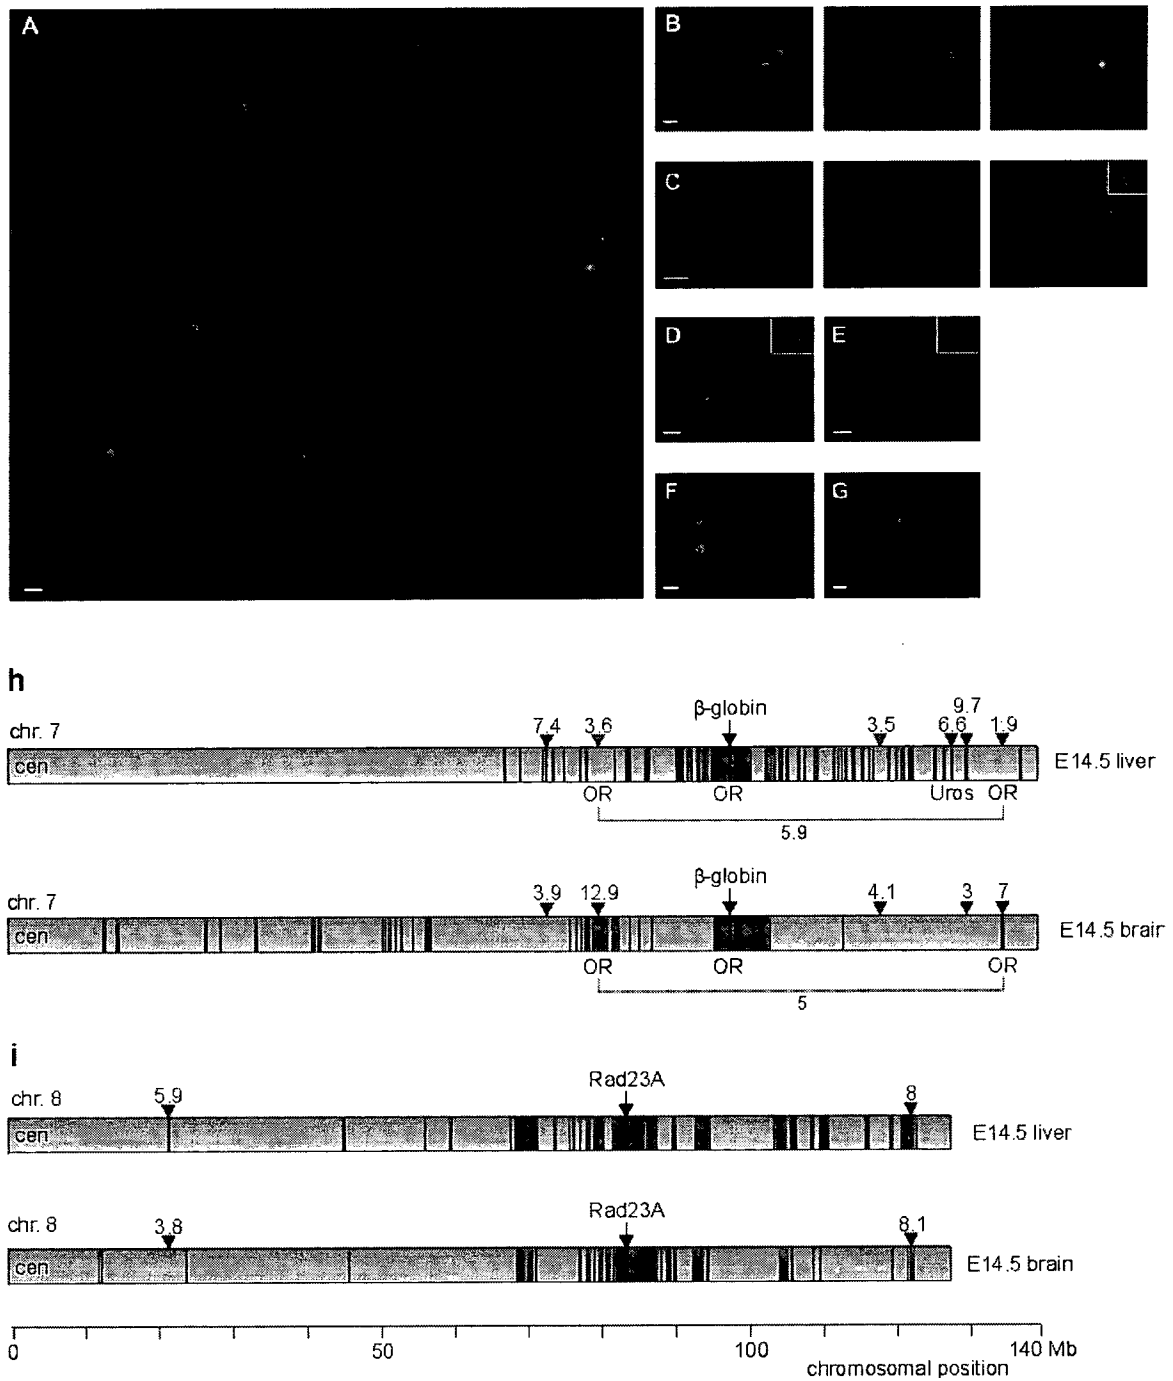 A
B
C
D
E
F
G
h
chr. 7
7.4 3.6 β-globin 3.5 6.6 9.7 1.9
cen
E14.5 liver
OR OR Uros OR
5.9
chr. 7
3.9 12.9 β-globin 4.1 3 7
cen
E14.5 brain
OR OR OR
5
i
chr. 8
5.9 Rad23A 8
cen
E14.5 liver
chr. 8
3.8 Rad23A 8.1
cen
E14.5 brain
0 50 100 140 Mb
chromosomal position